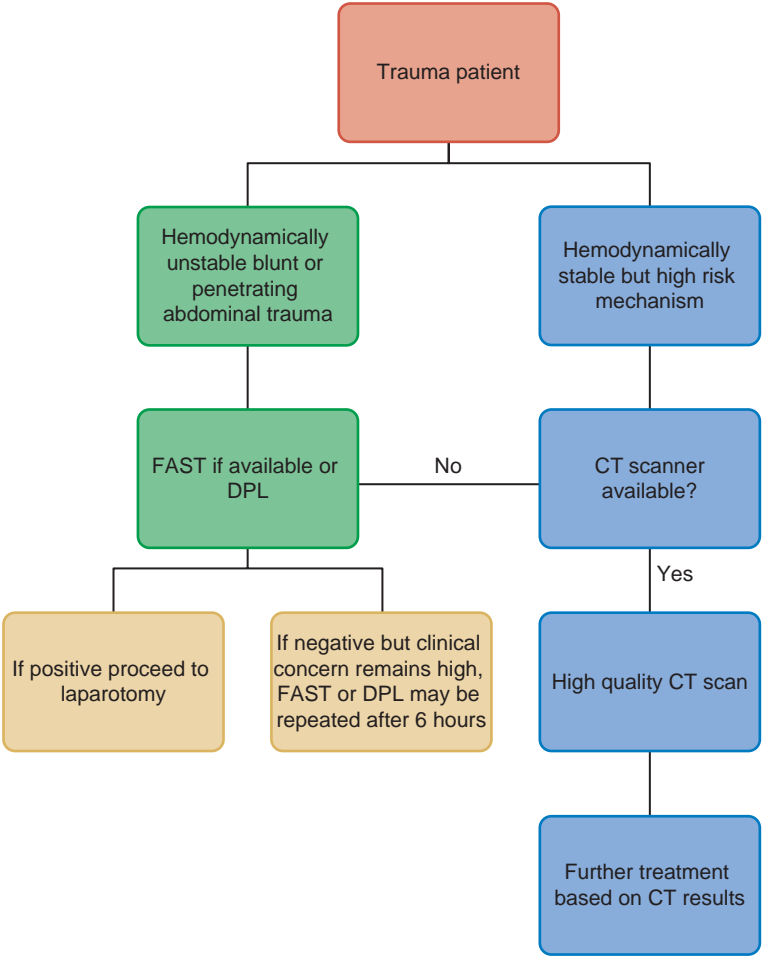 Trauma patient
Hemodynamically
unstable blunt or
penetrating
abdominal trauma
Hemodynamically
stable but high risk
mechanism
FAST if available or
DPL
No
CT scanner
available?
Yes
If positive proceed to
laparotomy
If negative but clinical
concern remains high,
FAST or DPL may be
repeated after 6 hours
High quality CT scan
Further treatment
based on CT results